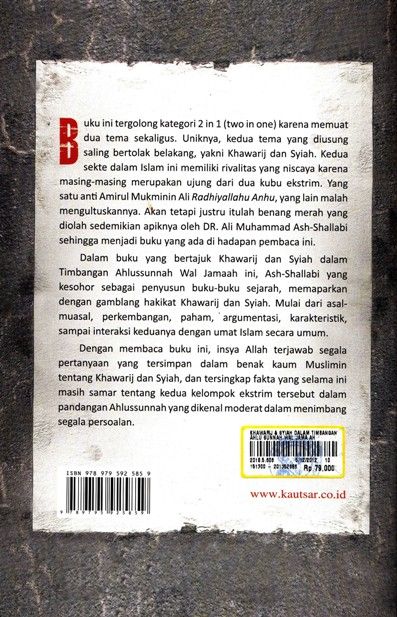 Buku ini tergolong kategori 2 in 1 (two in one) karena memuat
dua tema sekaligus. Uniknya, kedua tema yang diusung
saling bertolak belakang, yakni Khawarij dan Syiah. Kedua
sekte dalam Islam ini memiliki rivalitas yang niscaya karena
masing-masing merupakan ujung dari dua kubu ekstrim. Yang
satu anti Amirul Mukminin Ali Radhiyallahu Anhu, yang lain malah
mengultuskannya. Akan tetapi justru itulah benang merah yang
diolah sedemikian apiknya oleh DR. Ali Muhammad Ash-Shallabi
sehingga menjadi buku yang ada di hadapan pembaca ini.
Dalam buku yang bertajuk Khawarij dan Syiah dalam
Timbangan Ahlussunnah Wal Jamaah ini, Ash-Shallabi yang
kesohor sebagai penyusun buku-buku sejarah, memaparkan
dengan gamblang hakikat Khawarij dan Syiah. Mulai dari asal-
muasal, perkembangan, paham, argumentasi, karakteristik,
sampai interaksi keduanya dengan umat Islam secara umum.
Dengan membaca buku ini, insya Allah terjawab segala
pertanyaan yang tersimpan dalam benak kaum Muslimin
tentang Khawarij dan Syiah, dan tersingkap fakta yang selama ini
masih samar tentang kedua kelompok ekstrim tersebut dalam
pandangan Ahlussunnah yang dikenal moderat dalam menimbang
segala persoalan.
KHAWARIJ & SYIAH DALAM TIMBANGAN
AHLU SUNNAH WAL JAMA AH
Rp.79,000
ISBN 978 979 592 585 9
9 789795 925859
www.kautsar.co.id